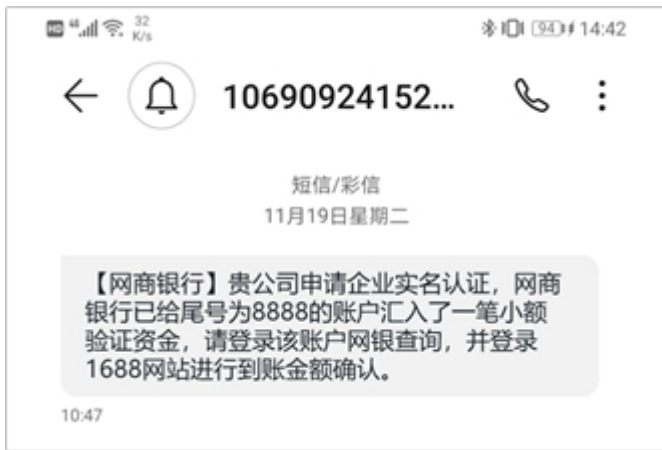 HD 46 32 K/s 94 14:42
10690924152...
短信/彩信
11月19日星期二
【网商银行】贵公司申请企业实名认证，网商
银行已给尾号为8888的账户汇入了一笔小额
验证资金，请登录该账户网银查询，并登录
1688网站进行到账金额确认。
10:47